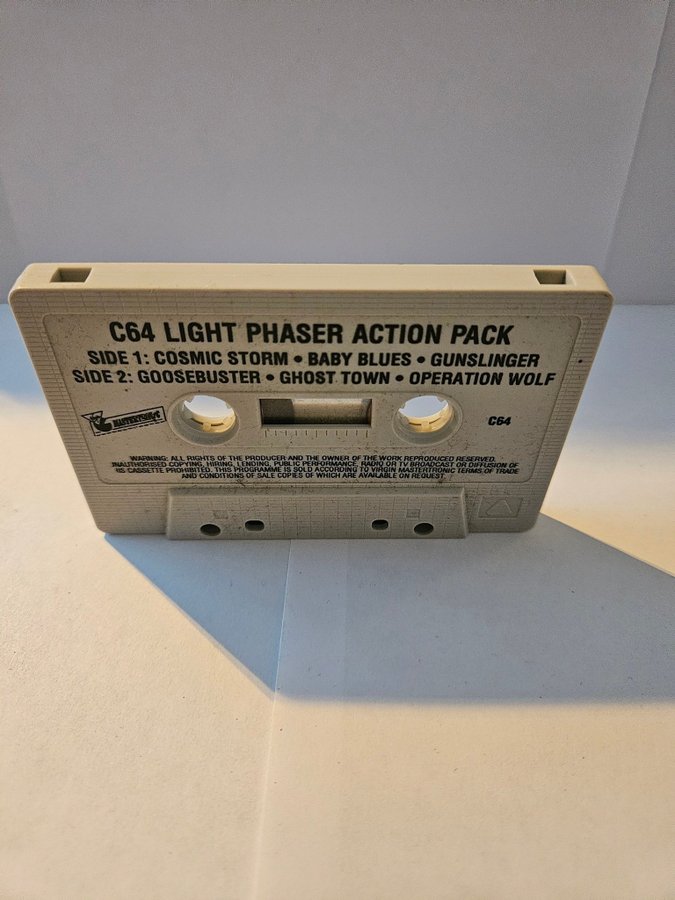 C64 LIGHT PHASER ACTION PACK
SIDE 1: COSMIC STORM • BABY BLUES • GUNSLINGER
SIDE 2: GOOSEBUSTER • GHOST TOWN • OPERATION WOLF
MASTERTRONIC
C64
WARNING: ALL RIGHTS OF THE PRODUCER AND THE OWNER OF THE WORK REPRODUCED RESERVED.
UNAUTHORISED COPYING, HIRING, LENDING, PUBLIC PERFORMANCE, RADIO OR TV BROADCAST OR DIFFUSION OF
IS CASSETTE PROHIBITED. THIS PROGRAMME IS SOLD ACCORDING TO VIRGIN MASTERTRONIC TERMS OF TRADE
AND CONDITIONS OF SALE COPIES OF WHICH ARE AVAILABLE ON REQUEST.